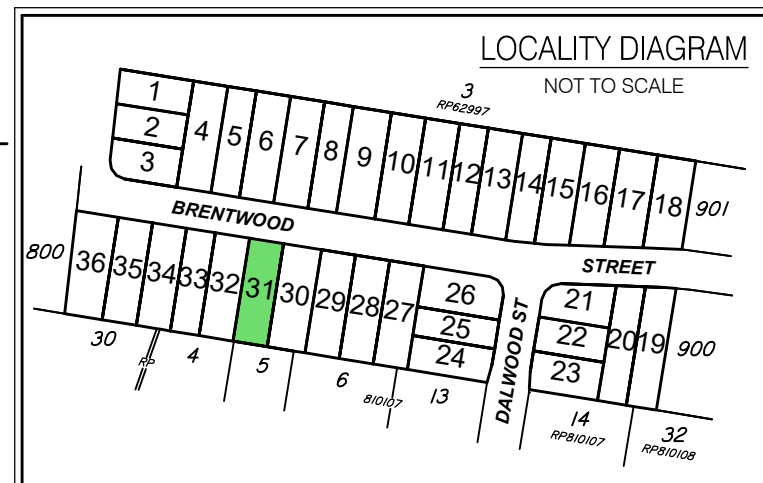 LOCALITY DIAGRAM
NOT TO SCALE
3
RP62997
1
2
3
4 5 6 7 8 9 10 11 12 13 14 15 16 17 18 901
BRENTWOOD STREET
800 36 35 34 33 32 31 30 29 28 27
26
25
24
DALWOOD ST
21
22
23
20 19 900
30 RP 4 5 6 810107 13
14
RP810107
32
RP810108